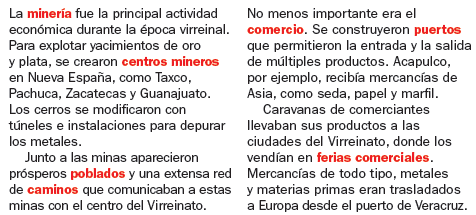 La minería fue la principal actividad
económica durante la época virreinal.
Para explotar yacimientos de oro
y plata, se crearon centros mineros
en Nueva España, como Taxco,
Pachuca, Zacatecas y Guanajuato.
Los cerros se modificaron con
túneles e instalaciones para depurar
los metales.
Junto a las minas aparecieron
prósperos poblados y una extensa red
de caminos que comunicaban a estas
minas con el centro del Virreinato.
No menos importante era el
comercio. Se construyeron puertos
que permitieron la entrada y la salida
de múltiples productos. Acapulco,
por ejemplo, recibía mercancías de
Asia, como seda, papel y marfil.
Caravanas de comerciantes
llevaban sus productos a las
ciudades del Virreinato, donde los
vendían en ferias comerciales.
Mercancías de todo tipo, metales
y materias primas eran trasladados
a Europa desde el puerto de Veracruz.